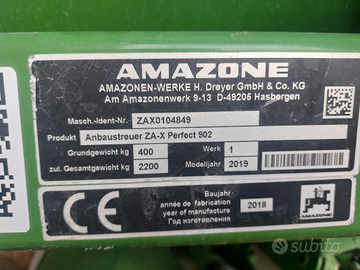 AMAZONE
AMAZONEN-WERKE H. Dreyer GmbH & Co. KG
Am Amazonenwerk 9-13 D-49205 Hasbergen
Masch.-Ident-Nr. ZAX0104849
Produkt Anbaustreuer ZA-X Perfect 902
Grundgewicht kg 400 Werk 1
zul. Gesamtgewicht kg 2200 Modelljahr 2019
CE
Baujahr
année de fabrication
year of manufacture
Год изготовления
2018
AMAZONE
subito